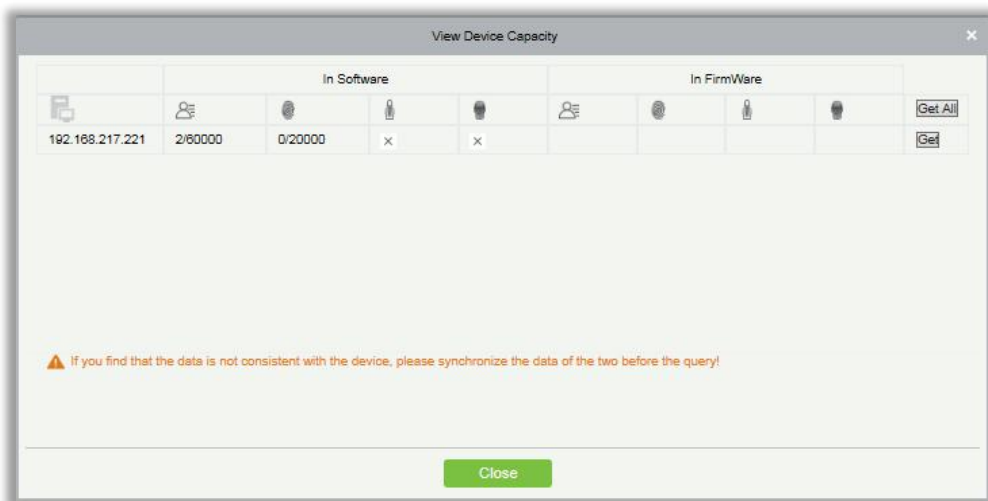 View Device Capacity
In Software In FirmWare
Get All
192.168.217.221 2/60000 0/20000 Get
If you find that the data is not consistent with the device, please synchronize the data of the two before the query!
Close